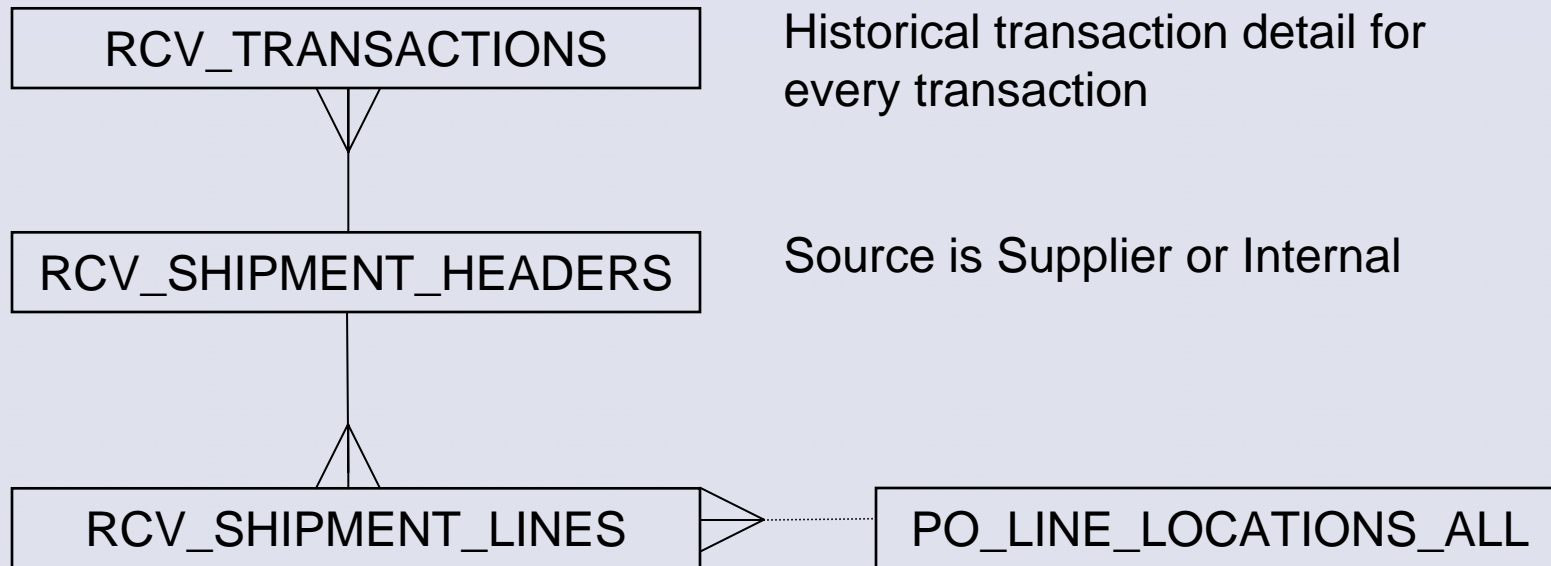 RCV_TRANSACTIONS
Historical transaction detail for
every transaction
RCV_SHIPMENT_HEADERS
Source is Supplier or Internal
RCV_SHIPMENT_LINES
PO_LINE_LOCATIONS_ALL